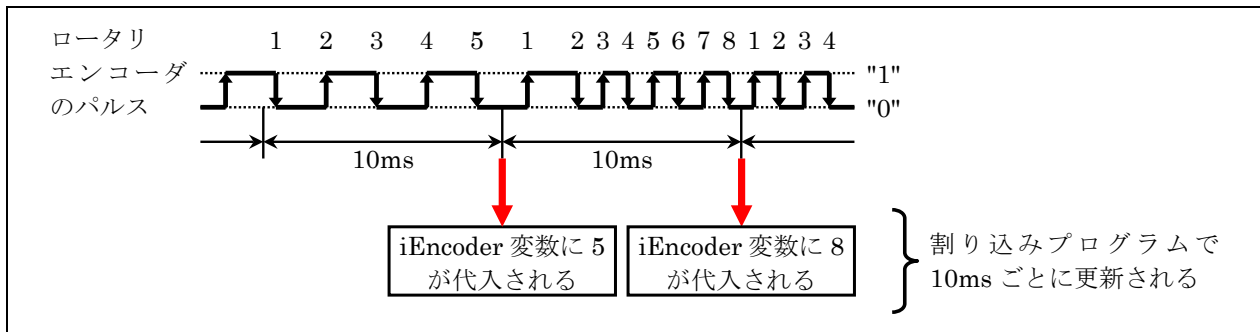 ロータリ
エンコーダ
のパルス
1 2 3 4 5 1 2 3 4 5 6 7 8 1 2 3 4
"1"
"0"
10ms 10ms
iEncoder 変数に 5
が代入される
iEncoder 変数に 8
が代入される
割り込みプログラムで
10ms ごとに更新される